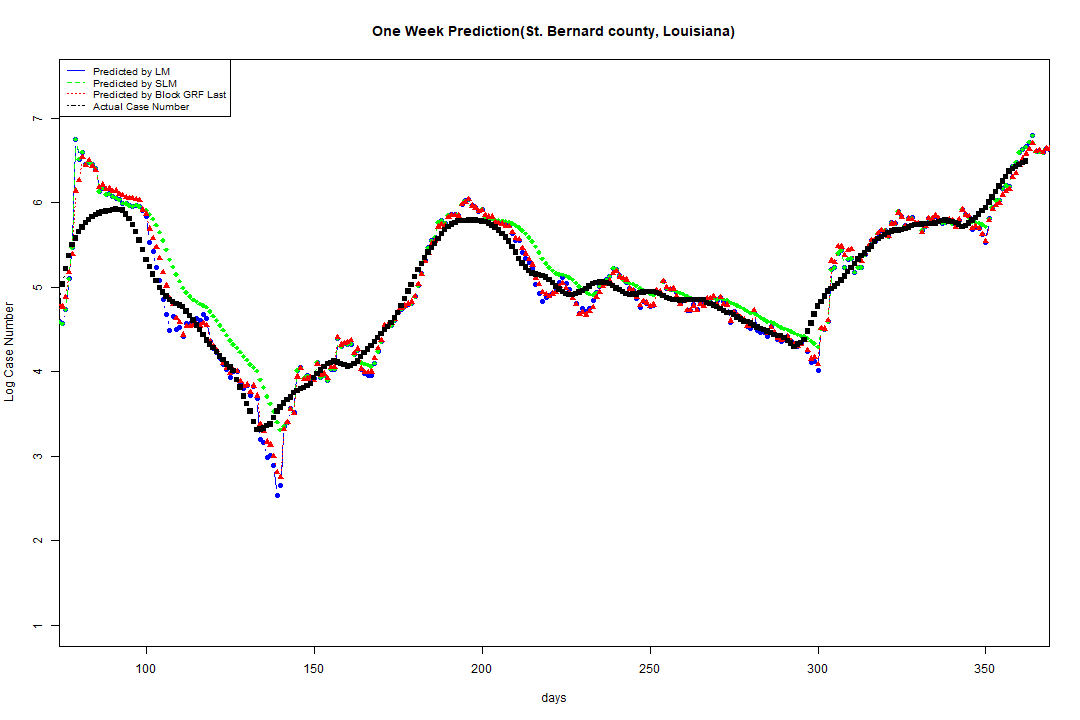 One Week Prediction(St. Bernard county, Louisiana)
Predicted by LM
Predicted by SLM
Predicted by Block GRF Last
Actual Case Number
7
6
5
4
3
2
1
Log Case Number
100 150 200 250 300 350
days